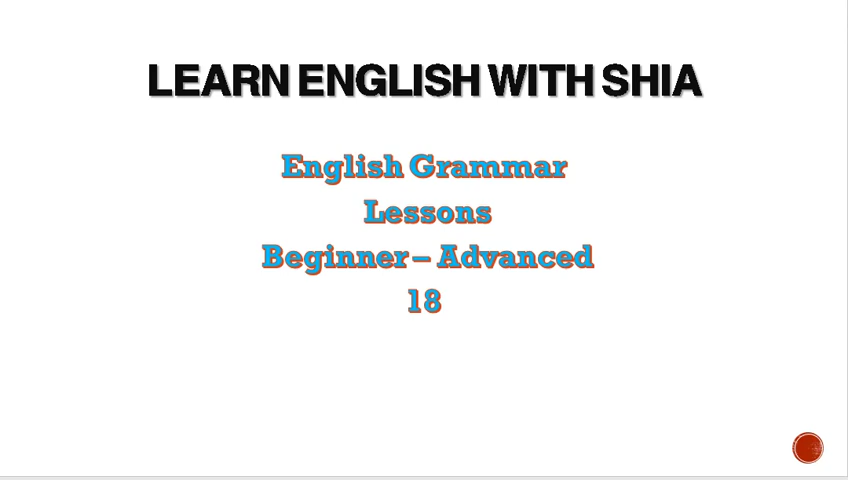 LEARN ENGLISH WITH SHIA
English Grammar
Lessons
Beginner – Advanced
18